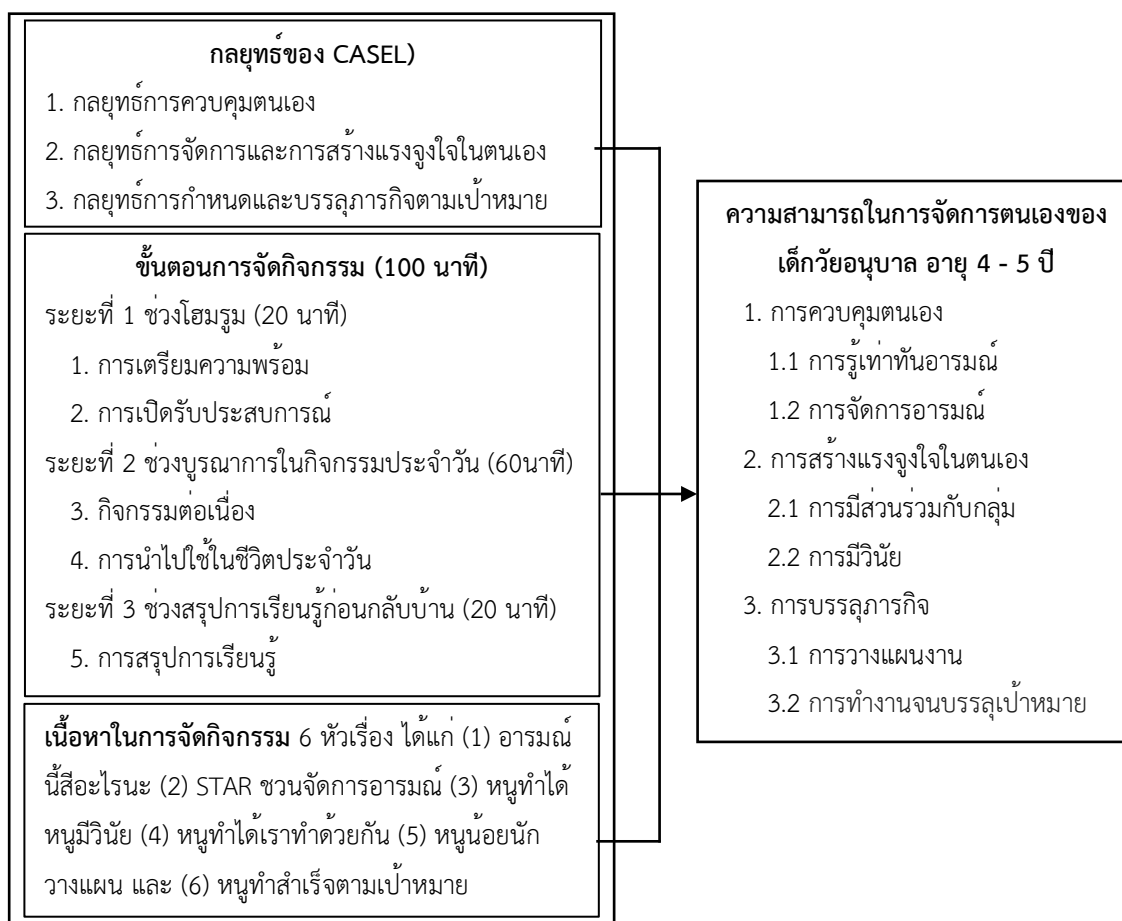 กลยุทธ์ของ CASEL)
1. กลยุทธ์การควบคุมตนเอง
2. กลยุทธ์การจัดการและการสร้างแรงจูงใจในตนเอง
3. กลยุทธ์การกำหนดและบรรลุภารกิจตามเป้าหมาย
ขั้นตอนการจัดกิจกรรม (100 นาที)
ระยะที่ 1 ช่วงโฮมรูม (20 นาที)
1. การเตรียมความพร้อม
2. การเปิดรับประสบการณ์
ระยะที่ 2 ช่วงบูรณาการในกิจกรรมประจำวัน (60นาที)
3. กิจกรรมต่อเนื่อง
4. การนำไปใช้ในชีวิตประจำวัน
ระยะที่ 3 ช่วงสรุปการเรียนรู้ก่อนกลับบ้าน (20 นาที)
5. การสรุปการเรียนรู้
เนื้อหาในการจัดกิจกรรม 6 หัวเรื่อง ได้แก่ (1) อารมณ์
นี้สีอะไรนะ (2) STAR ชวนจัดการอารมณ์ (3) หนูทำได้
หนูมีวินัย (4) หนูทำได้เราทำด้วยกัน (5) หนูน้อยนัก
วางแผน และ (6) หนูทำสำเร็จตามเป้าหมาย
ความสามารถในการจัดการตนเองของ
เด็กวัยอนุบาล อายุ 4 - 5 ปี
1. การควบคุมตนเอง
1.1 การรู้เท่าทันอารมณ์
1.2 การจัดการอารมณ์
2. การสร้างแรงจูงใจในตนเอง
2.1 การมีส่วนร่วมกับกลุ่ม
2.2 การมีวินัย
3. การบรรลุภารกิจ
3.1 การวางแผนงาน
3.2 การทำงานจนบรรลุเป้าหมาย